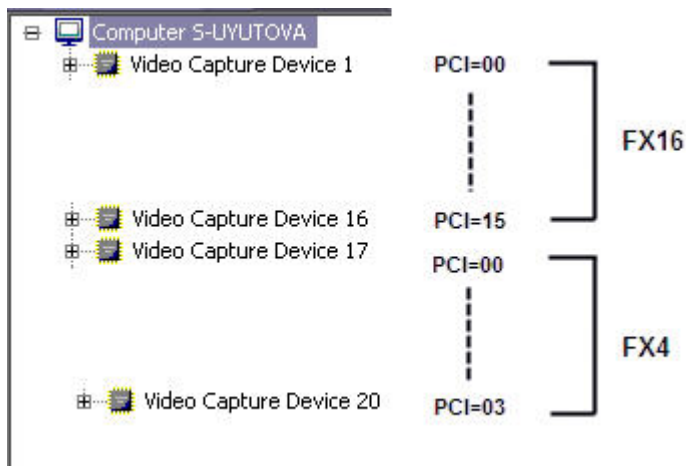 Computer S-UYUTOVA
Video Capture Device 1 PCI=00
FX16
Video Capture Device 16 PCI=15
Video Capture Device 17 PCI=00
FX4
Video Capture Device 20 PCI=03